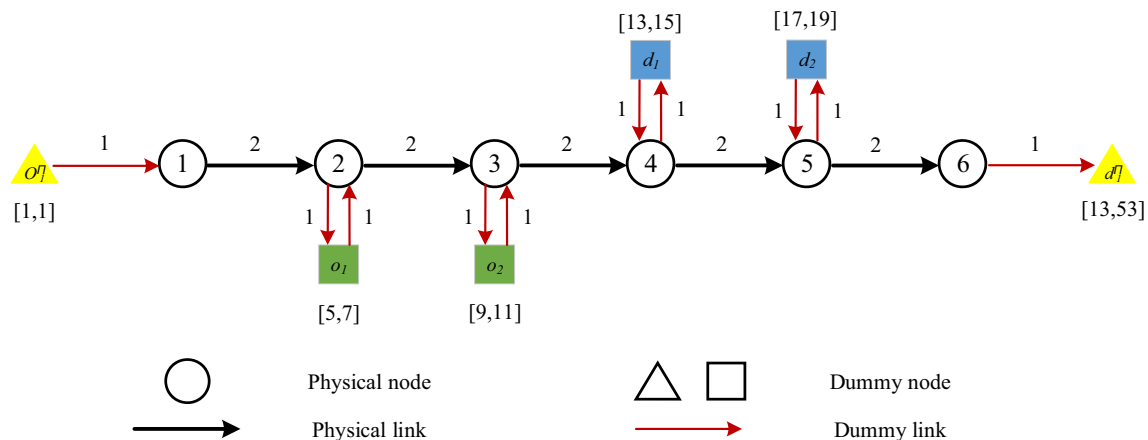 [13,15] [17,19]
d1 d2
1 1 1 1
1 2 2 2 2 2 1
1 2 3 4 5 6
[1,1] [13,53]
1 1 1 1
o1 o2
[5,7] [9,11]
Physical node Dummy node
Physical link Dummy link